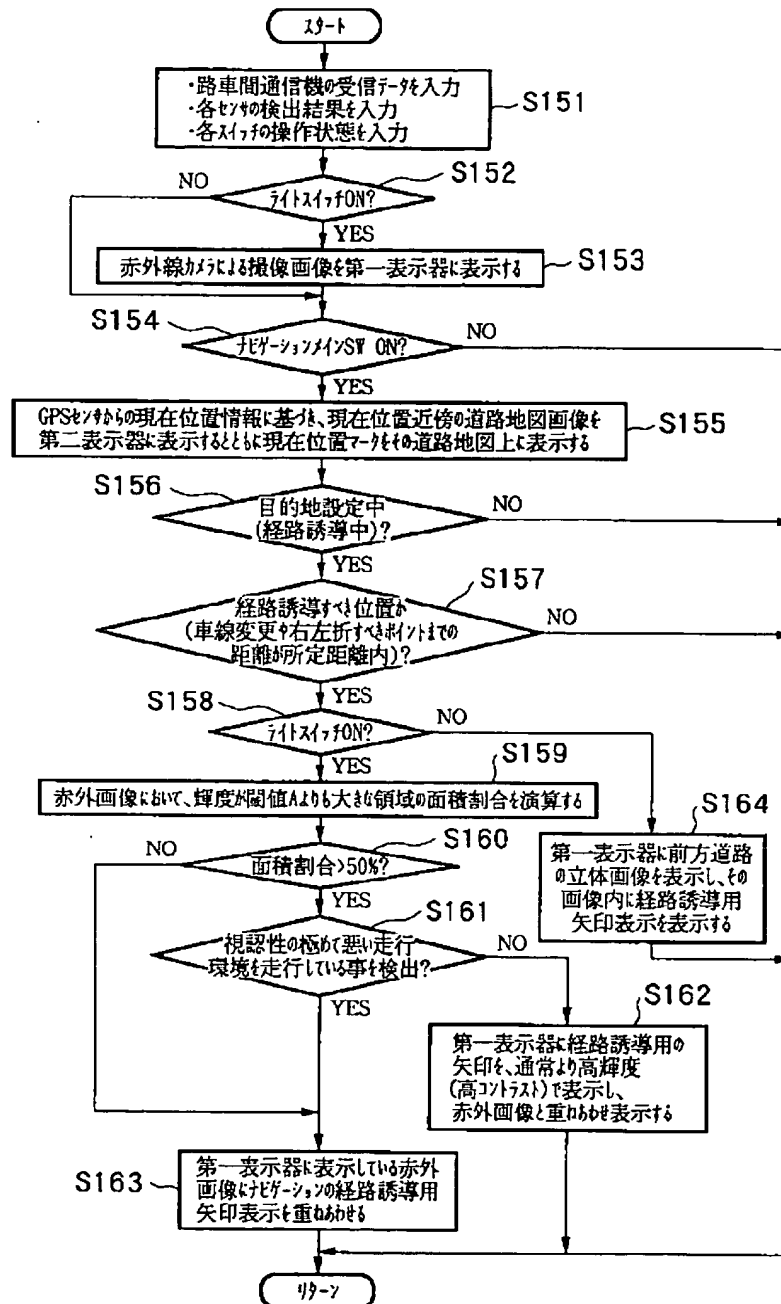 スタート
・路車間通信機の受信データを入力
・各センサの検出結果を入力
・各スイッチの操作状態を入力
S151
S152
NO
ライトスイッチON?
YES
赤外線カメラによる撮像画像を第一表示器に表示する
S153
S154
NO
ナビゲーションメインSW ON?
YES
GPSセンサからの現在位置情報に基づき、現在位置近傍の道路地図画像を
第二表示器に表示するとともに現在位置マークをその道路地図上に表示する
S155
S156
目的地設定中
(経路誘導中)?
NO
YES
S157
経路誘導すべき位置か
(車線変更や右左折すべきポイントまでの
距離が所定距離内)?
NO
YES
S158
NO
ライトスイッチON?
YES
S159
赤外画像において、輝度が閾値Aよりも大きな領域の面積割合を演算する
S160
NO
面積割合>50%?
YES
S164
第一表示器に前方道路
の立体画像を表示し、その
画像内に経路誘導用
矢印表示を表示する
S161
視認性の極めて悪い走行
環境を走行している事を検出?
NO
YES
S162
第一表示器に経路誘導用の
矢印を、通常より高輝度
(高コントラスト)で表示し、
赤外画像と重ねあわせ表示する
S163
第一表示器に表示している赤外
画像にナビゲーションの経路誘導用
矢印表示を重ねあわせる
リターン